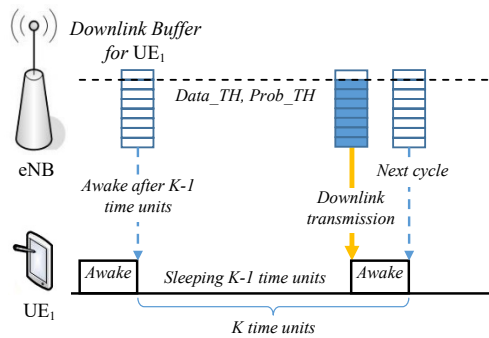 Downlink Buffer
for UE1
Data_TH, Prob_TH
eNB
Awake after K-1
time units
Downlink
transmission
Next cycle
Awake
Sleeping K-1 time units
Awake
UE1
K time units